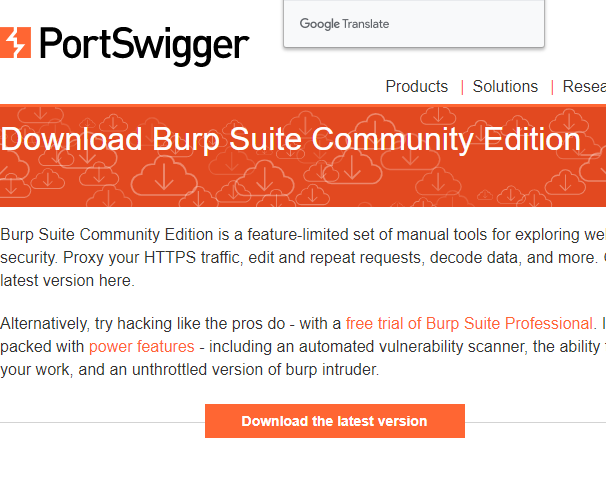 Google Translate
PortSwigger
Products | Solutions | Resea
Download Burp Suite Community Edition
Burp Suite Community Edition is a feature-limited set of manual tools for exploring we
security. Proxy your HTTPS traffic, edit and repeat requests, decode data, and more.
latest version here.
Alternatively, try hacking like the pros do - with a free trial of Burp Suite Professional. I
packed with power features - including an automated vulnerability scanner, the ability
your work, and an unthrottled version of burp intruder.
Download the latest version